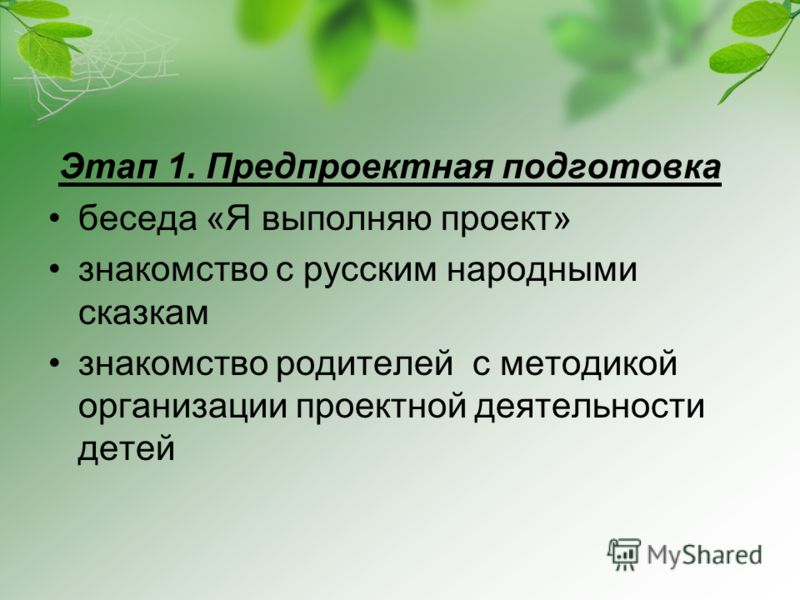 Этап 1. Предпроектная подготовка
• беседа «Я выполняю проект»
• знакомство с русским народными
сказкам
• знакомство родителей с методикой
организации проектной деятельности
детей
MyShared